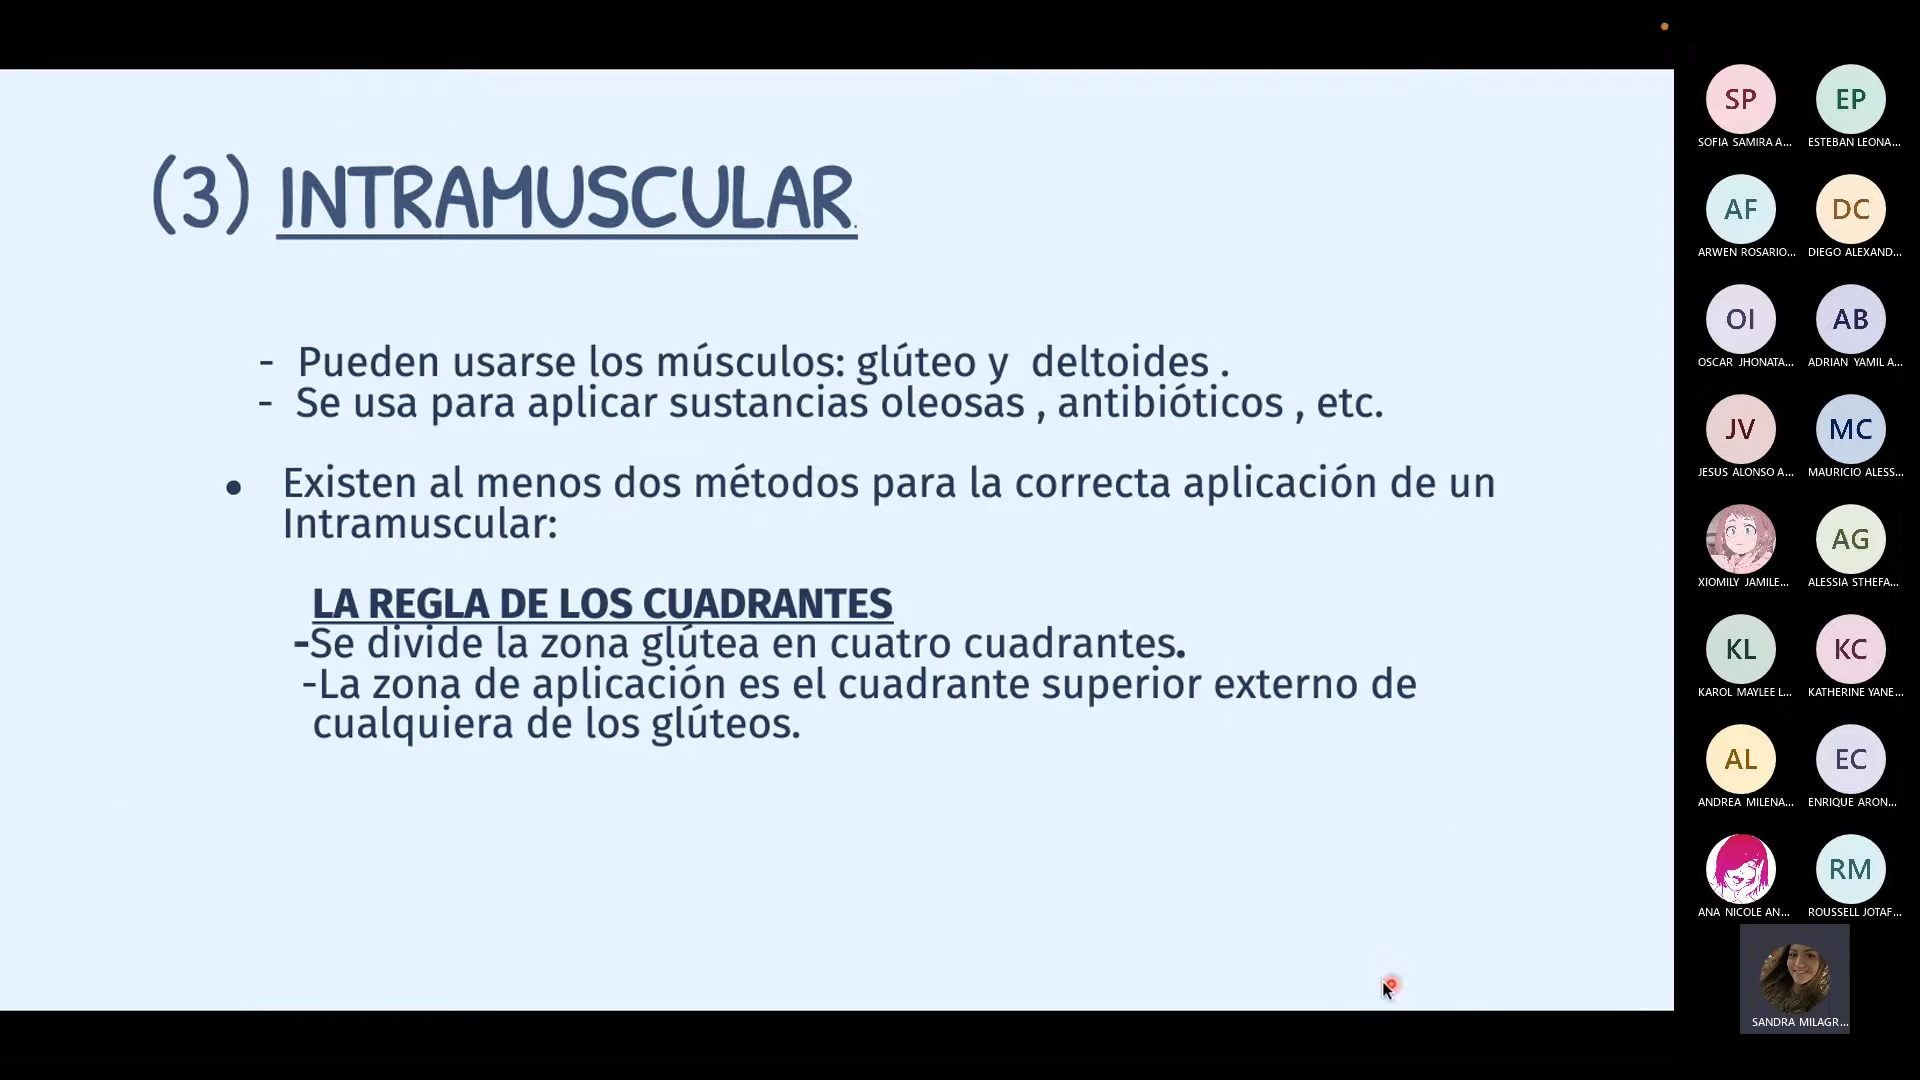 (3) INTRAMUSCULAR.
- Pueden usarse los músculos: glúteo y deltoides .
- Se usa para aplicar sustancias oleosas , antibióticos , etc.
• Existen al menos dos métodos para la correcta aplicación de un
Intramuscular:
LA REGLA DE LOS CUADRANTES
-Se divide la zona glútea en cuatro cuadrantes.
-La zona de aplicación es el cuadrante superior externo de
cualquiera de los glúteos.
SP
SOFIA SAMIRA A...
EP
ESTEBAN LEONA...
AF
ARWEN ROSARIO...
DC
DIEGO ALEXAND...
OI
OSCAR JHONATA...
AB
ADRIAN YAMIL A...
JV
JESUS ALONSO A...
MC
MAURICIO ALESS...
XIOMILY JAMILE...
AG
ALESSIA STHEFA...
KL
KAROL MAYLEE L...
KC
KATHERINE YANE...
AL
ANDREA MILENA...
EC
ENRIQUE ARON...
ANA NICOLE AN...
RM
ROUSSELL JOTAF...
SANDRA MILAGR...